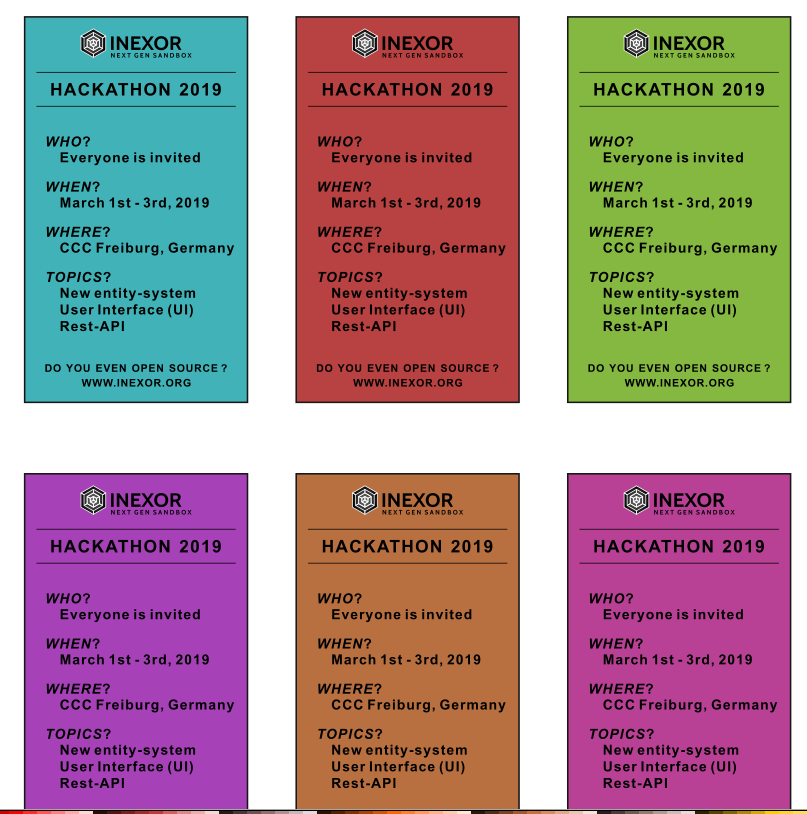 INEXOR
NEXT GEN SANDBOX
HACKATHON 2019
WHO?
Everyone is invited
WHEN?
March 1st - 3rd, 2019
WHERE?
CCC Freiburg, Germany
TOPICS?
New entity-system
User Interface (UI)
Rest-API
DO YOU EVEN OPEN SOURCE ?
WWW.INEXOR.ORG
INEXOR
NEXT GEN SANDBOX
HACKATHON 2019
WHO?
Everyone is invited
WHEN?
March 1st - 3rd, 2019
WHERE?
CCC Freiburg, Germany
TOPICS?
New entity-system
User Interface (UI)
Rest-API
DO YOU EVEN OPEN SOURCE ?
WWW.INEXOR.ORG
INEXOR
NEXT GEN SANDBOX
HACKATHON 2019
WHO?
Everyone is invited
WHEN?
March 1st - 3rd, 2019
WHERE?
CCC Freiburg, Germany
TOPICS?
New entity-system
User Interface (UI)
Rest-API
DO YOU EVEN OPEN SOURCE ?
WWW.INEXOR.ORG
INEXOR
NEXT GEN SANDBOX
HACKATHON 2019
WHO?
Everyone is invited
WHEN?
March 1st - 3rd, 2019
WHERE?
CCC Freiburg, Germany
TOPICS?
New entity-system
User Interface (UI)
Rest-API
INEXOR
NEXT GEN SANDBOX
HACKATHON 2019
WHO?
Everyone is invited
WHEN?
March 1st - 3rd, 2019
WHERE?
CCC Freiburg, Germany
TOPICS?
New entity-system
User Interface (UI)
Rest-API
INEXOR
NEXT GEN SANDBOX
HACKATHON 2019
WHO?
Everyone is invited
WHEN?
March 1st - 3rd, 2019
WHERE?
CCC Freiburg, Germany
TOPICS?
New entity-system
User Interface (UI)
Rest-API